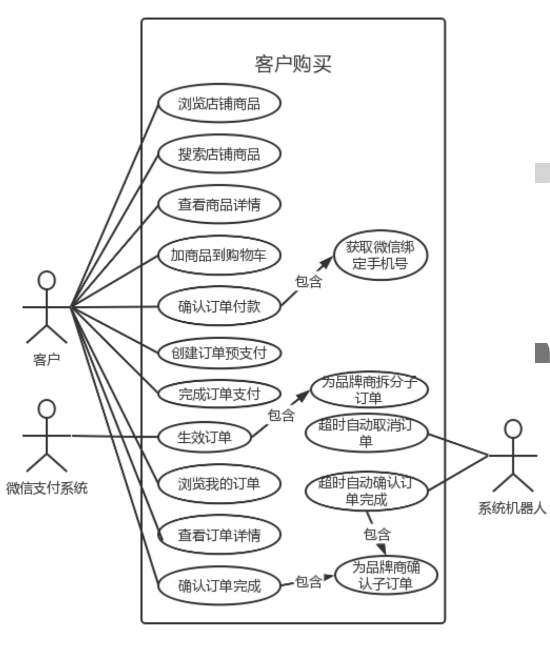 客户购买
浏览店铺商品
搜索店铺商品
查看商品详情
加商品到购物车
获取微信绑
定手机号
包含
确认订单付款
创建订单预支付
客户
完成订单支付
为品牌商拆分子
订单
包含
生效订单
超时自动取消订
单
微信支付系统
浏览我的订单
超时自动确认订
单完成
系统机器人
查看订单详情
包含
确认订单完成
包含
为品牌商确
认子订单